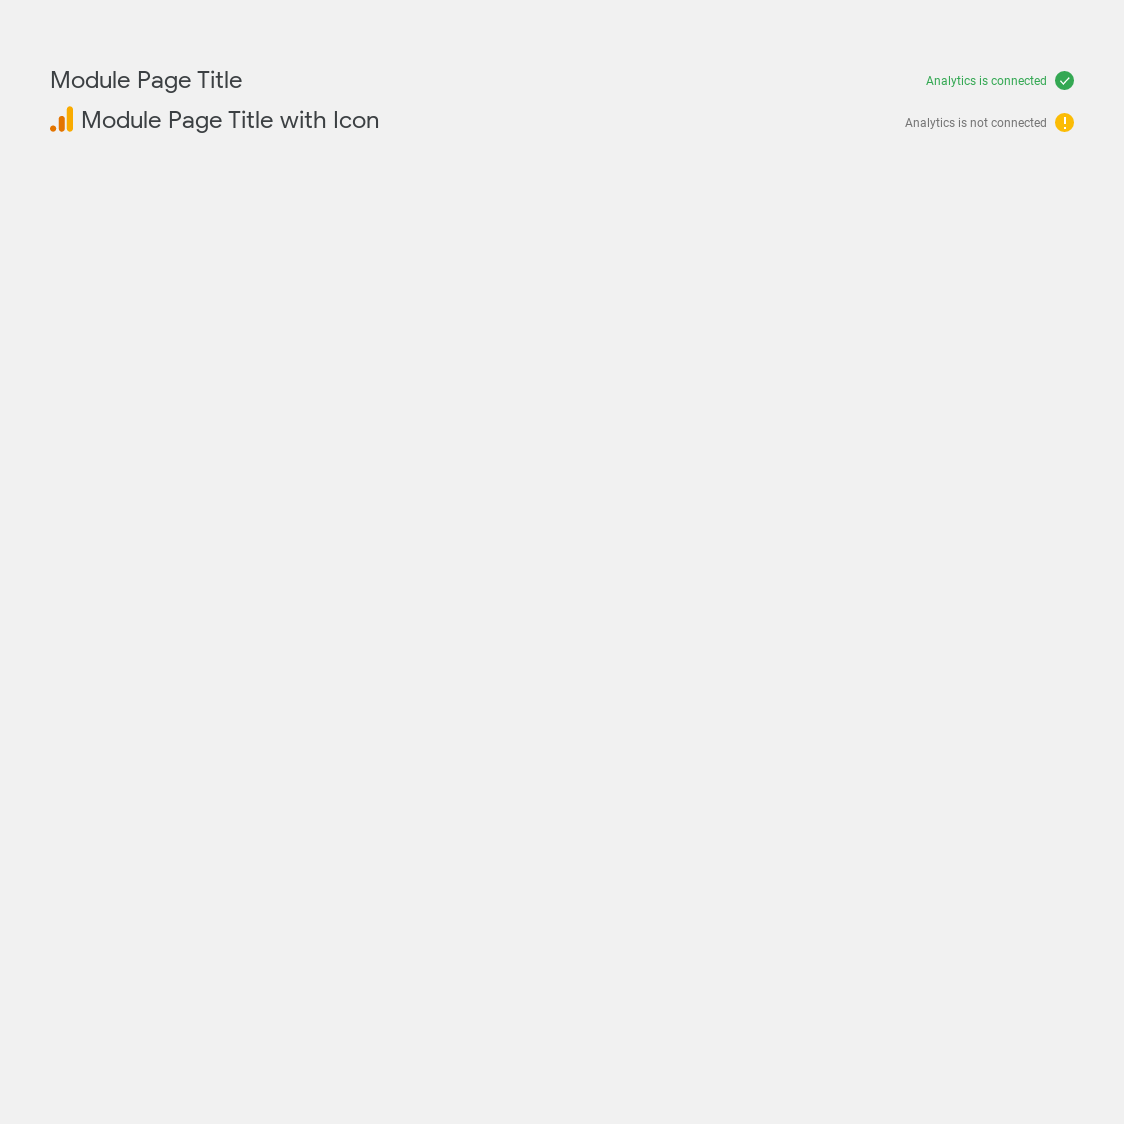 Module Page Title
Analytics is connected
Module Page Title with Icon
Analytics is not connected